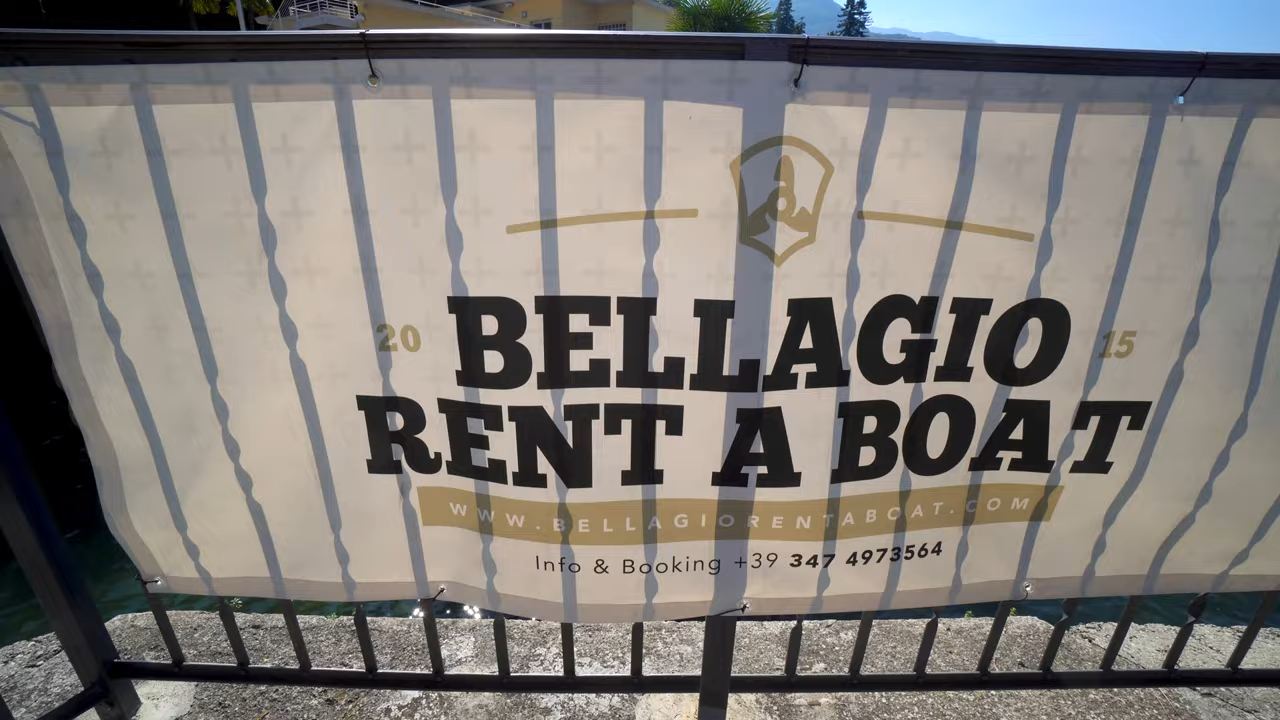 20 BELLAGIO 15
RENT A BOAT
WWW.BELLAGIORENTABOAT.COM
Info & Booking +39 347 4973564